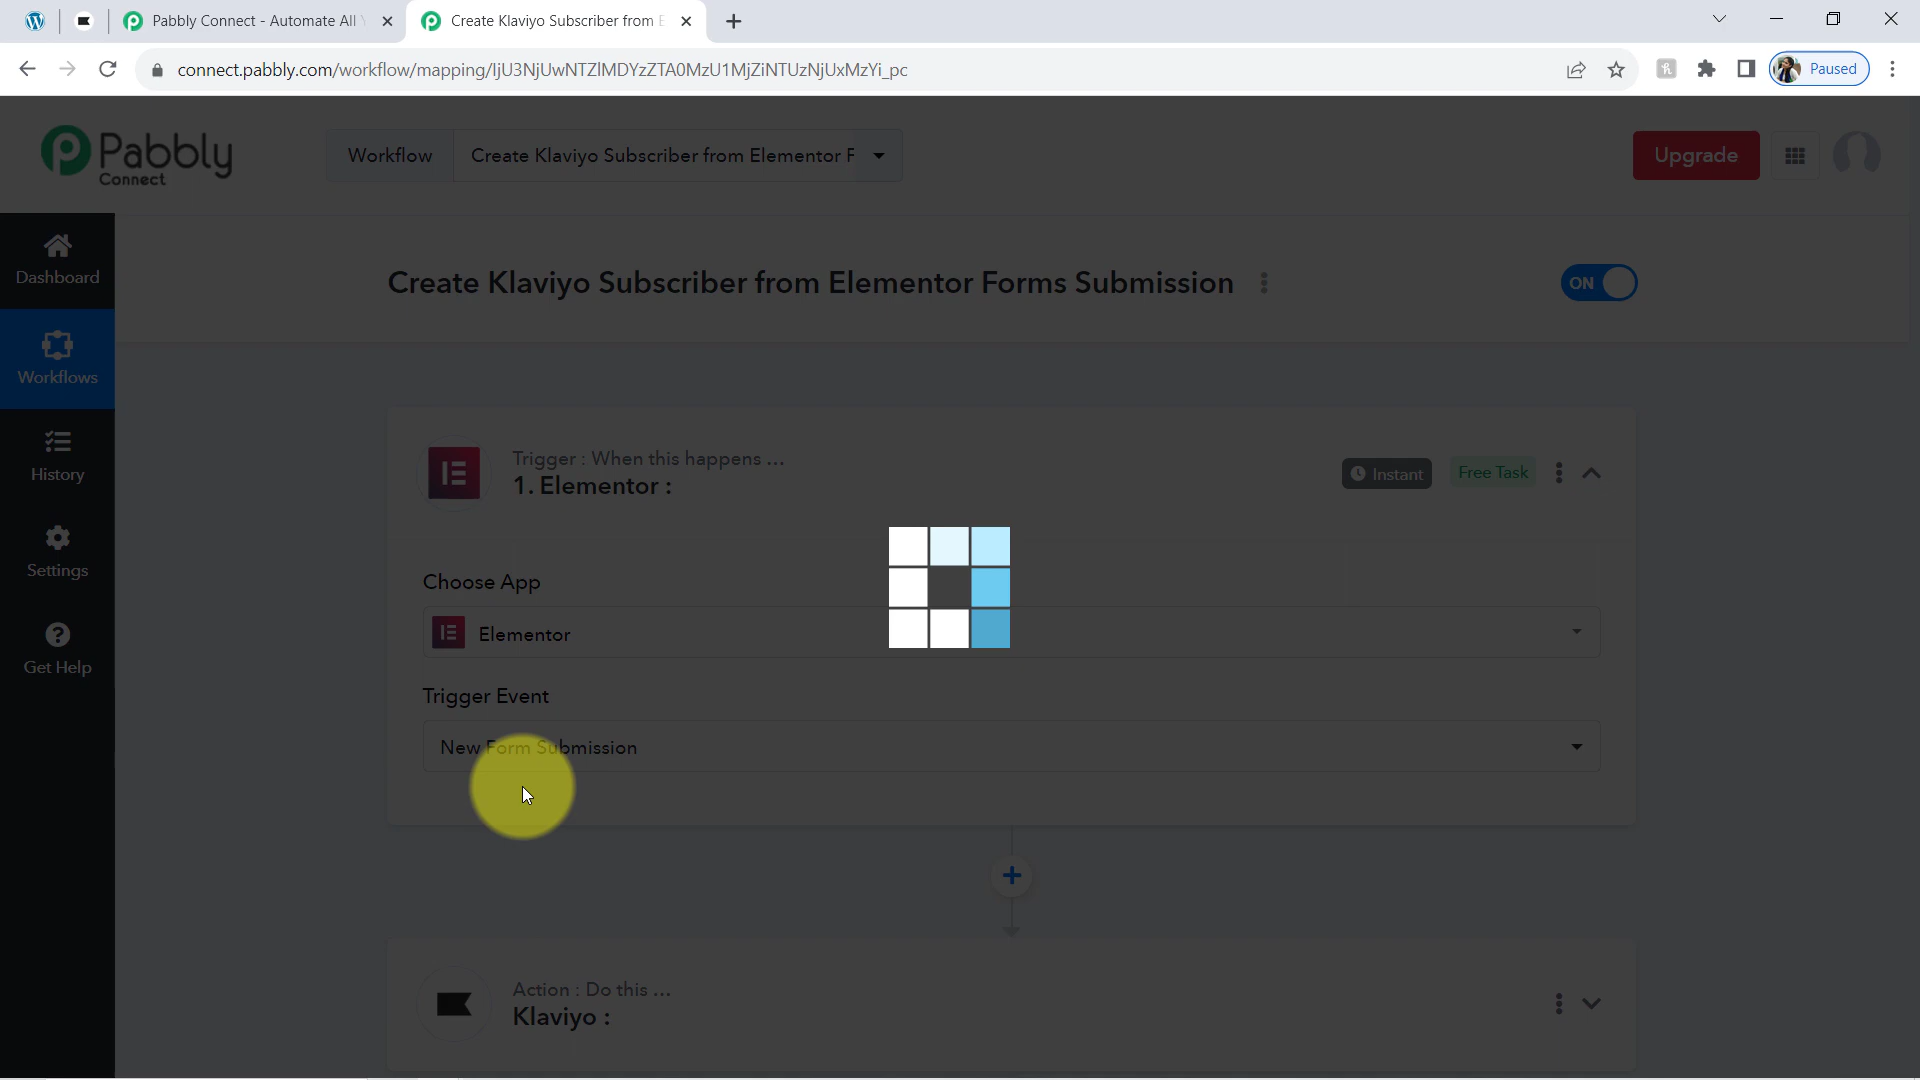 Pabbly Connect - Automate All
Create Klaviyo Subscriber from E
connect.pabbly.com/workflow/mapping/IjU3NjUwNTZlMDYzZTA0MzU1MjZiNTUzNjUxMzYi_pc
Paused
Pabbly
Connect
Workflow
Create Klaviyo Subscriber from Elementor F
Upgrade
Dashboard
Create Klaviyo Subscriber from Elementor Forms Submission
ON
Workflows
Trigger : When this happens ...
1. Elementor :
Instant
Free Task
History
Choose App
Elementor
Settings
Get Help
Trigger Event
New Form Submission
+
Action : Do this ...
Klaviyo :